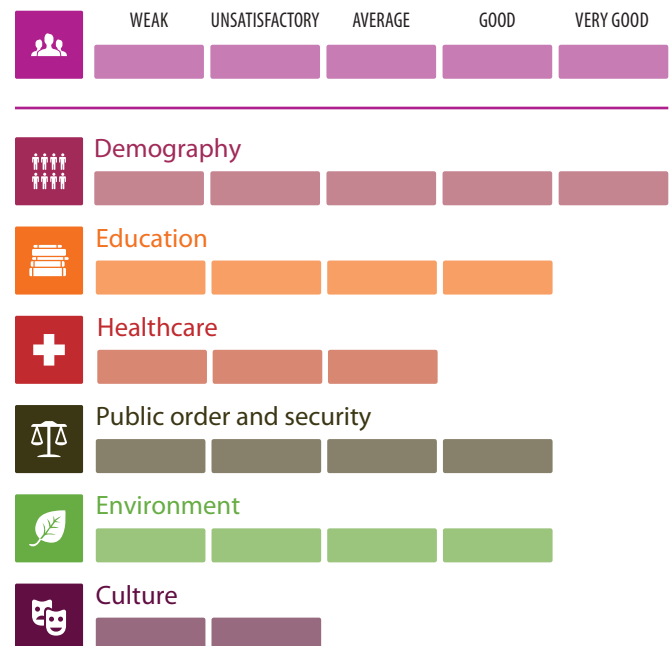 WEAK UNSATISFACTORY AVERAGE GOOD VERY GOOD
Demography
Education
Healthcare
Public order and security
Environment
Culture